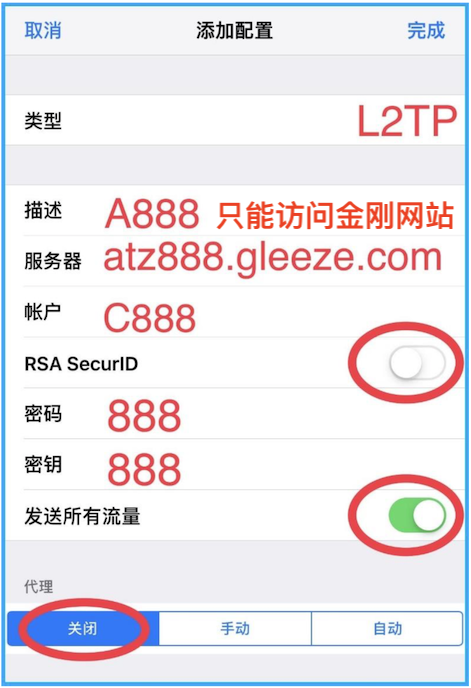 取消 添加配置 完成
类型 L2TP
描述 A888 只能访问金刚网站
服务器 atz888.gleeze.com
帐户 C888
RSA SecurID
密码 888
密钥 888
发送所有流量
代理
关闭 手动 自动